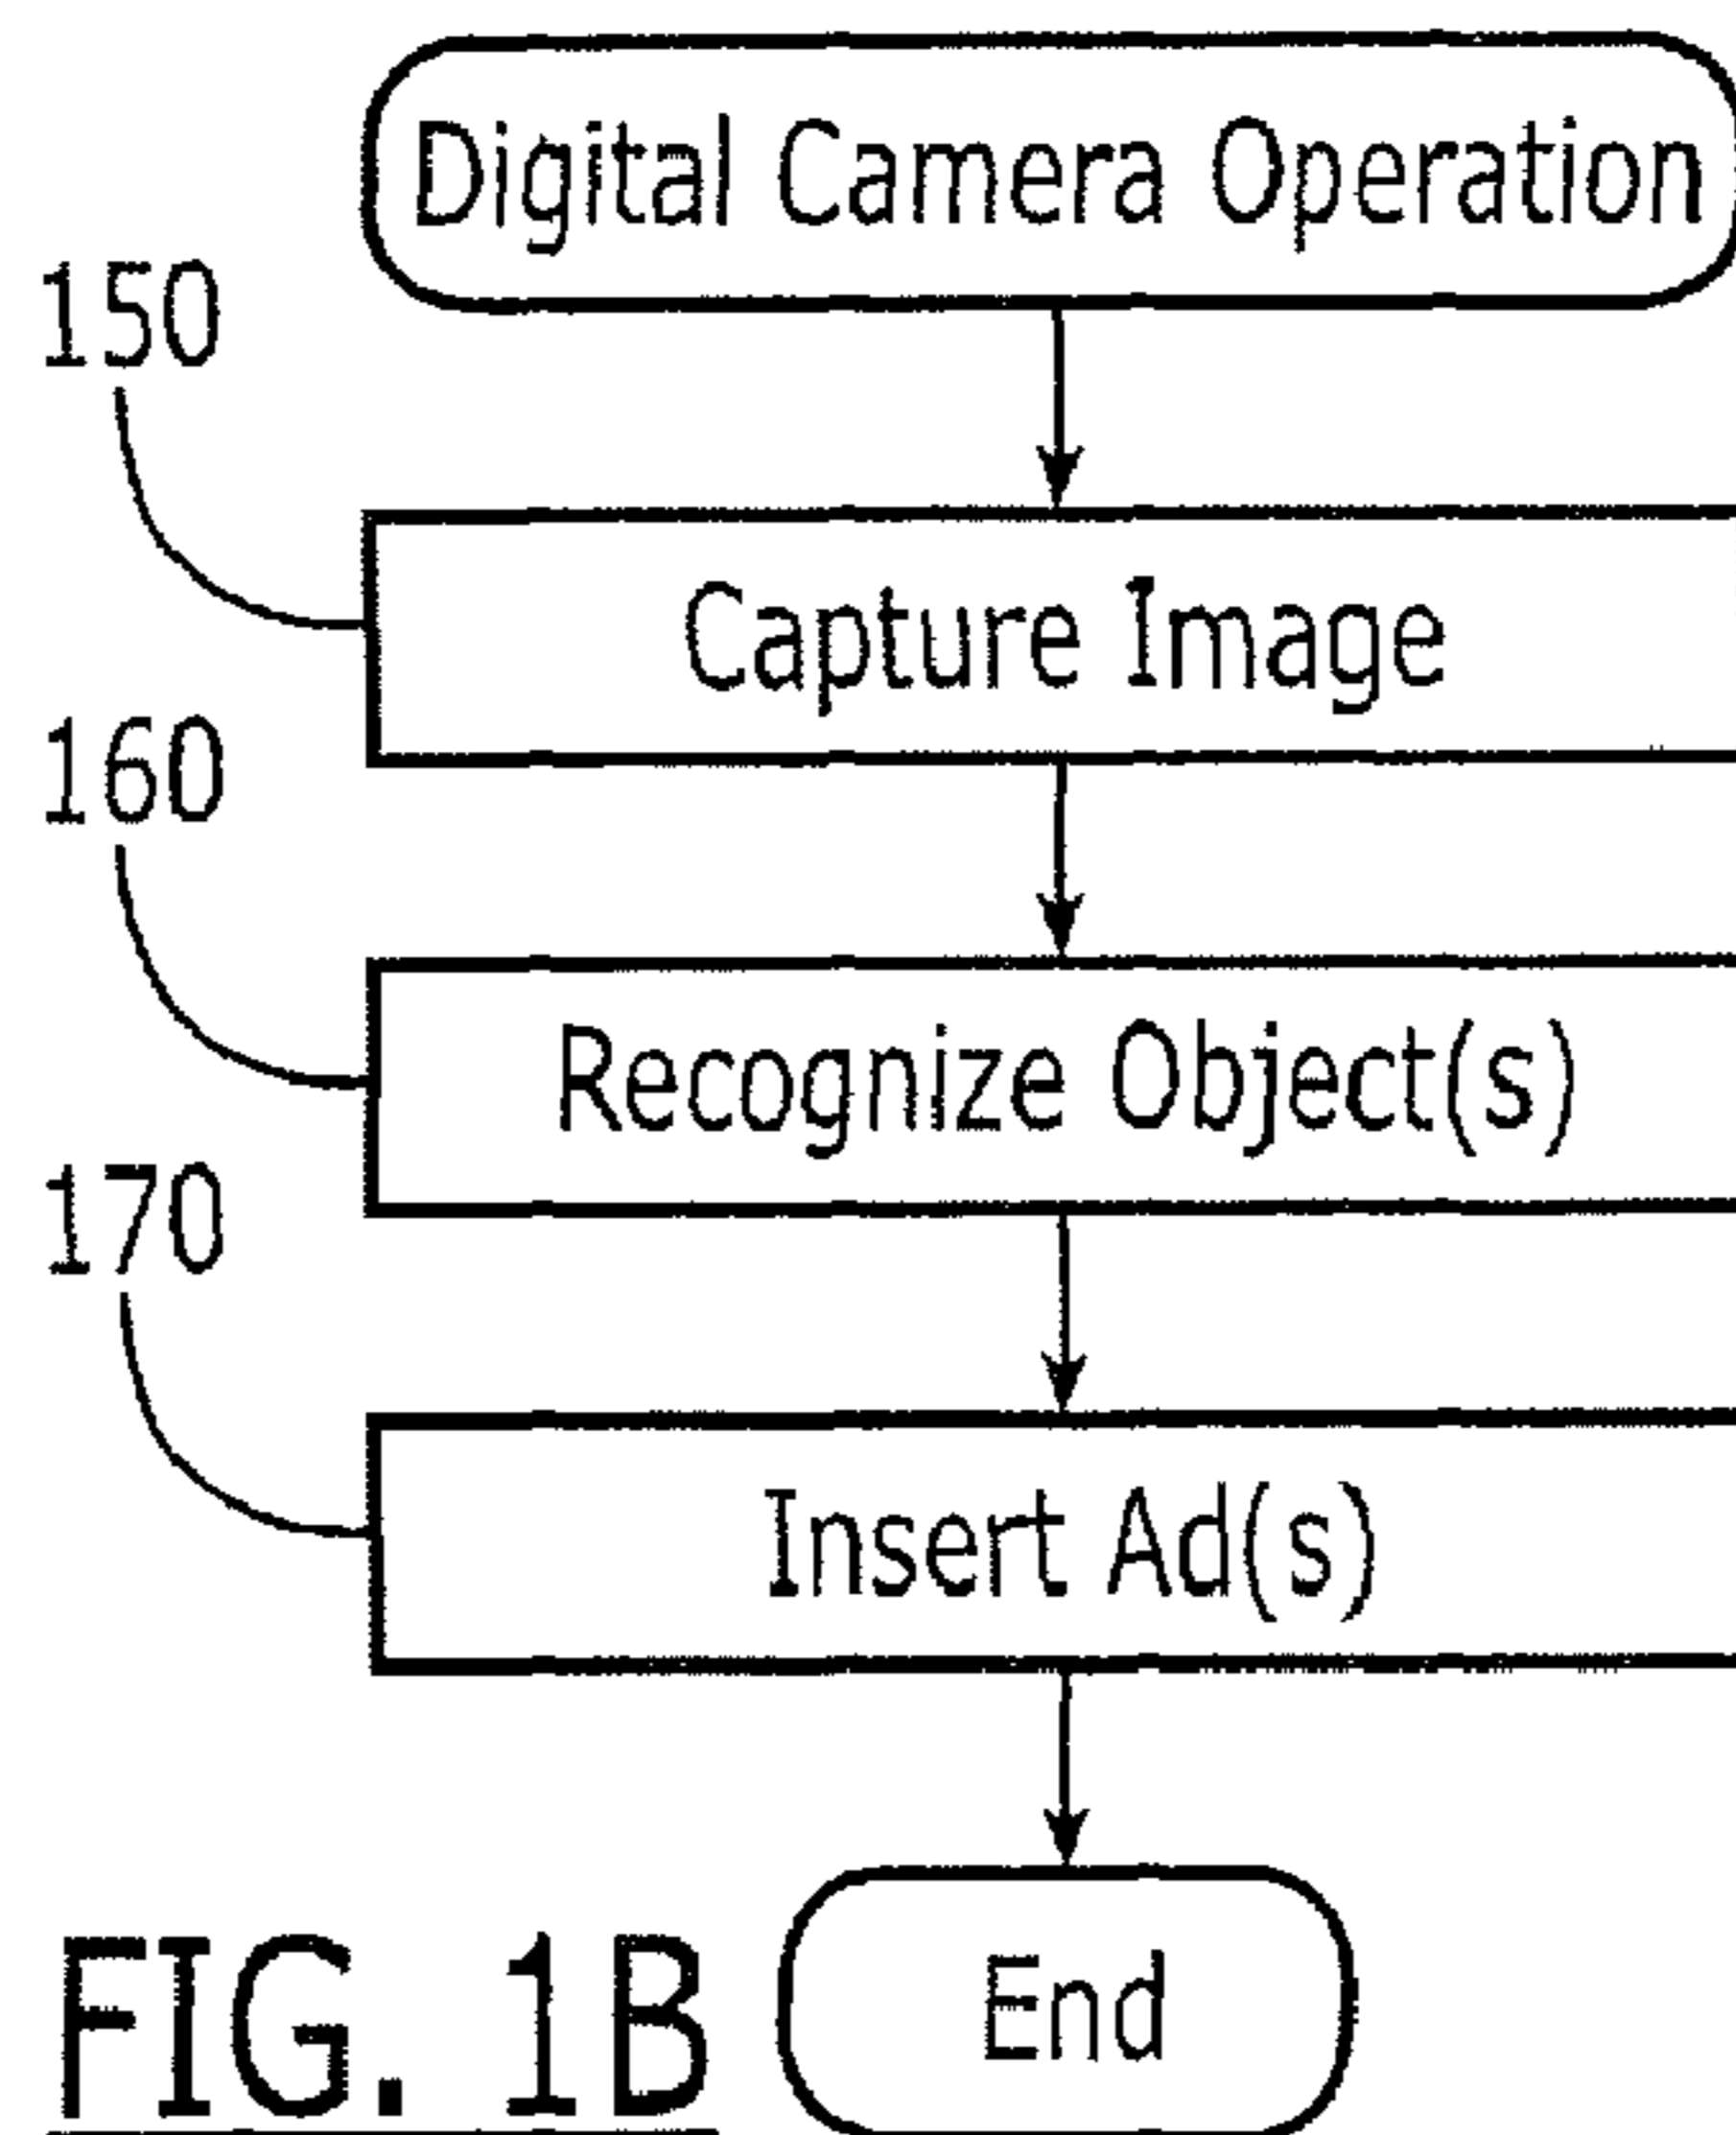 Digital Camera Operation
150
Capture Image
160
Recognize Object(s)
170
Insert Ad(s)
End
FIG. 1B